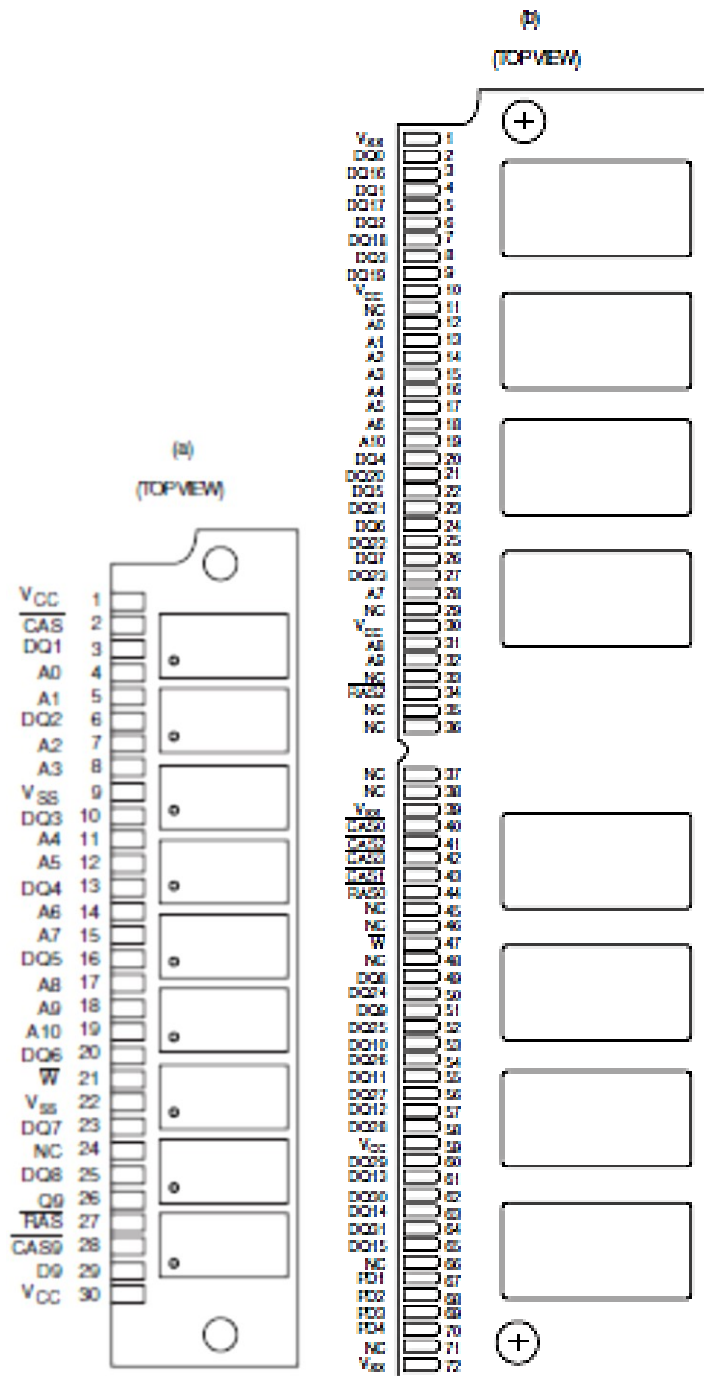 (a)
(TOP VIEW)
VCC 1
CAS 2
DQ1 3
A0 4
A1 5
DQ2 6
A2 7
A3 8
VSS 9
DQ3 10
A4 11
A5 12
DQ4 13
A6 14
A7 15
DQ5 16
A8 17
A9 18
A10 19
DQ6 20
W 21
VSS 22
DQ7 23
NC 24
DQ8 25
Q9 26
RAS 27
CAS9 28
D9 29
VCC 30
(b)
(TOP VIEW)
VSS 1
DQ0 2
DQ16 3
DQ1 4
DQ17 5
DQ2 6
DQ18 7
DQ3 8
DQ19 9
10
NC 11
A0 12
A1 13
A2 14
A3 15
A4 16
A5 17
A6 18
A10 19
DQ4 20
DQ20 21
DQ5 22
DQ21 23
DQ6 24
DQ22 25
DQ7 26
DQ23 27
A7 28
NC 29
30
A8 31
A9 32
33
RAS2 34
NC 35
NC 36
NC 37
NC 38
VSS 39
CAS0 40
41
42
CAS1 43
RAS0 44
NC 45
NC 46
W 47
NC 48
DQ8 49
DQ24 50
DQ9 51
DQ25 52
DQ10 53
DQ26 54
DQ11 55
DQ27 56
DQ12 57
DQ28 58
VCC 59
DQ29 60
DQ13 61
DQ30 62
DQ14 63
DQ31 64
DQ15 65
NC 66
PD1 67
PD2 68
PD3 69
PD4 70
NC 71
VSS 72